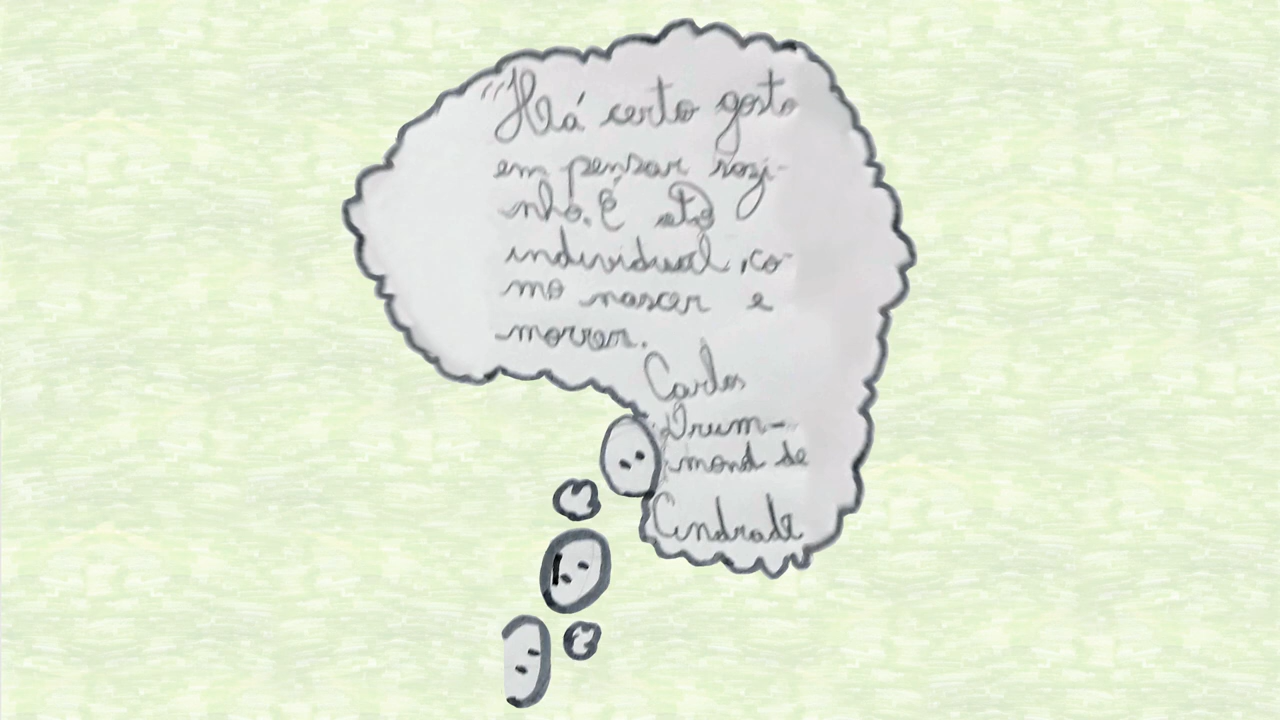 "Há certo gosto
em pensar sozi-
nho. É ato
individual, co-
mo nascer e
morrer.
Carlos
Drum-
mond de
Andrade